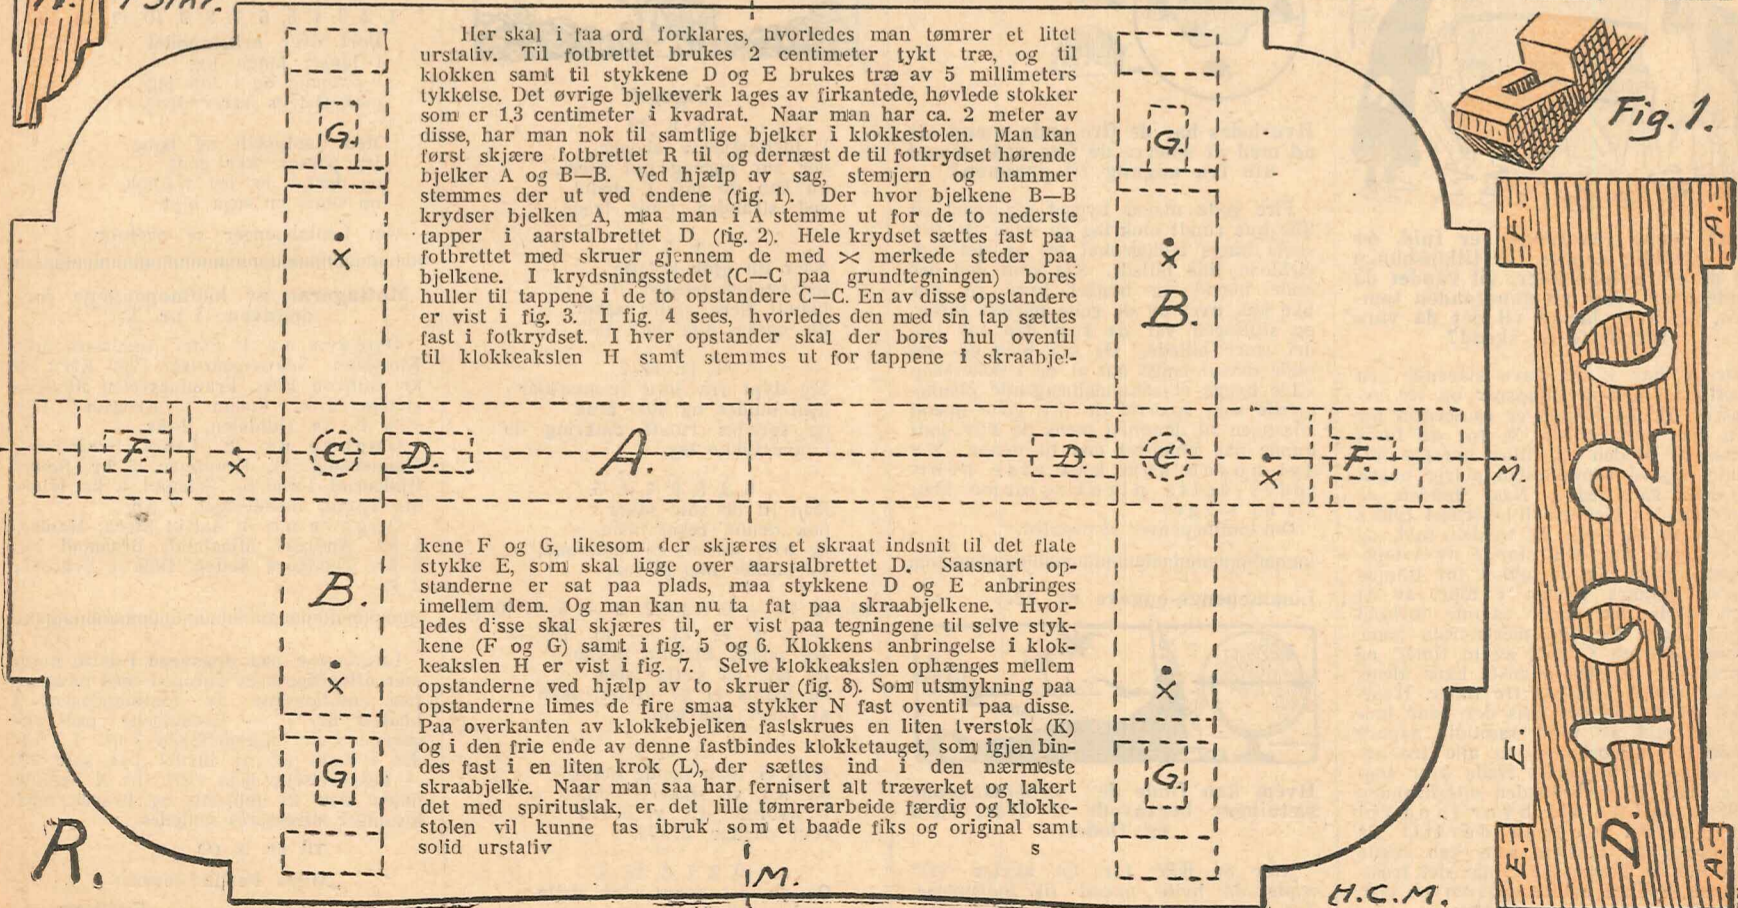 Her skal i faa ord forklares, hvorledes man tømrer et litet
urstativ. Til fotbrettet brukes 2 centimeter tykt træ, og til
klokken samt til stykkene D og E brukes træ av 5 millimeters
tykkelse. Det øvrige bjelkeverk lages av firkantede, høvlede stokker
som er 1,3 centimeter i kvadrat. Naar man har ca. 2 meter av
disse, har man nok til samtlige bjelker i klokkestolen. Man kan
først skjære fotbrettet R til og dernæst de til fotkrydset hørende
bjelker A og B—B. Ved hjælp av sag, stemjern og hammer
stemmes der ut ved endene (fig. 1). Der hvor bjelkene B—B
krydser bjelken A, maa man i A stemme ut for de to nederste
tapper i aarstalbrettet D (fig. 2). Hele krydset sættes fast paa
fotbrettet med skruer gjennem de med × merkede steder paa
bjelkene. I krydsningsstedet (C—C paa grundtegningen) bores
huller til tappene i de to opstandere C—C. En av disse opstandere
er vist i fig. 3. I fig. 4 sees, hvorledes den med sin tap sættes
fast i fotkrydset. I hver opstander skal der bores hul oventil
til klokkeakslen H samt stemmes ut for tappene i skraabjel-
kene F og G, likesom der skjæres et skraat indsnit til det flate
stykke E, som skal ligge over aarstalbrettet D. Saasnart op-
standerne er sat paa plads, maa stykkene D og E anbringes
imellem dem. Og man kan nu ta fat paa skraabjelkene. Hvor-
ledes disse skal skjæres til, er vist paa tegningene til selve styk-
kene (F og G) samt i fig. 5 og 6. Klokkens anbringelse i klok-
keakslen H er vist i fig. 7. Selve klokkeakslen ophænges mellem
opstanderne ved hjælp av to skruer (fig. 8). Som utsmykning paa
opstanderne limes de fire smaa stykker N fast oventil paa disse.
Paa overkanten av klokkebjelken fastskrues en liten tverstok (K)
og i den frie ende av denne fastbindes klokketauget, som igjen bin-
des fast i en liten krok (L), der sættes ind i den nærmeste
skraabjelke. Naar man saa har fernisert alt træverket og lakert
det med spirituslak, er det lille tømrerarbeide færdig og klokke-
stolen vil kunne tas ibruk som et baade fiks og original samt
solid urstativ s
G.
G.
×
×
B.
F.
×
C
D.
A.
D.
C
×
F.
M.
B.
×
×
G
G
R.
M.
H.C.M.
Fig. 1.
E.
A.
1920
E
E.
D.
A.